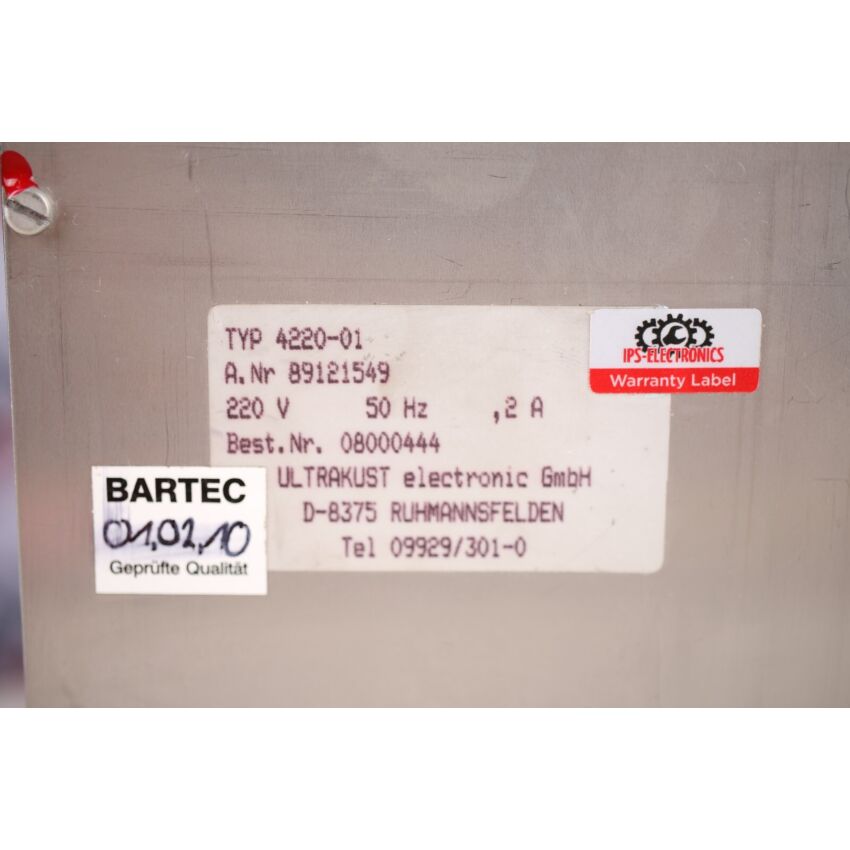 TYP 4220-01
A.Nr 89121549
220 V 50 Hz ,2 A
Best.Nr. 08000444
ULTRAKUST electronic GmbH
D-8375 RUHMANNSFELDEN
Tel 09929/301-0
IPS-ELECTRONICS
Warranty Label
BARTEC
01,02,10
Geprüfte Qualität